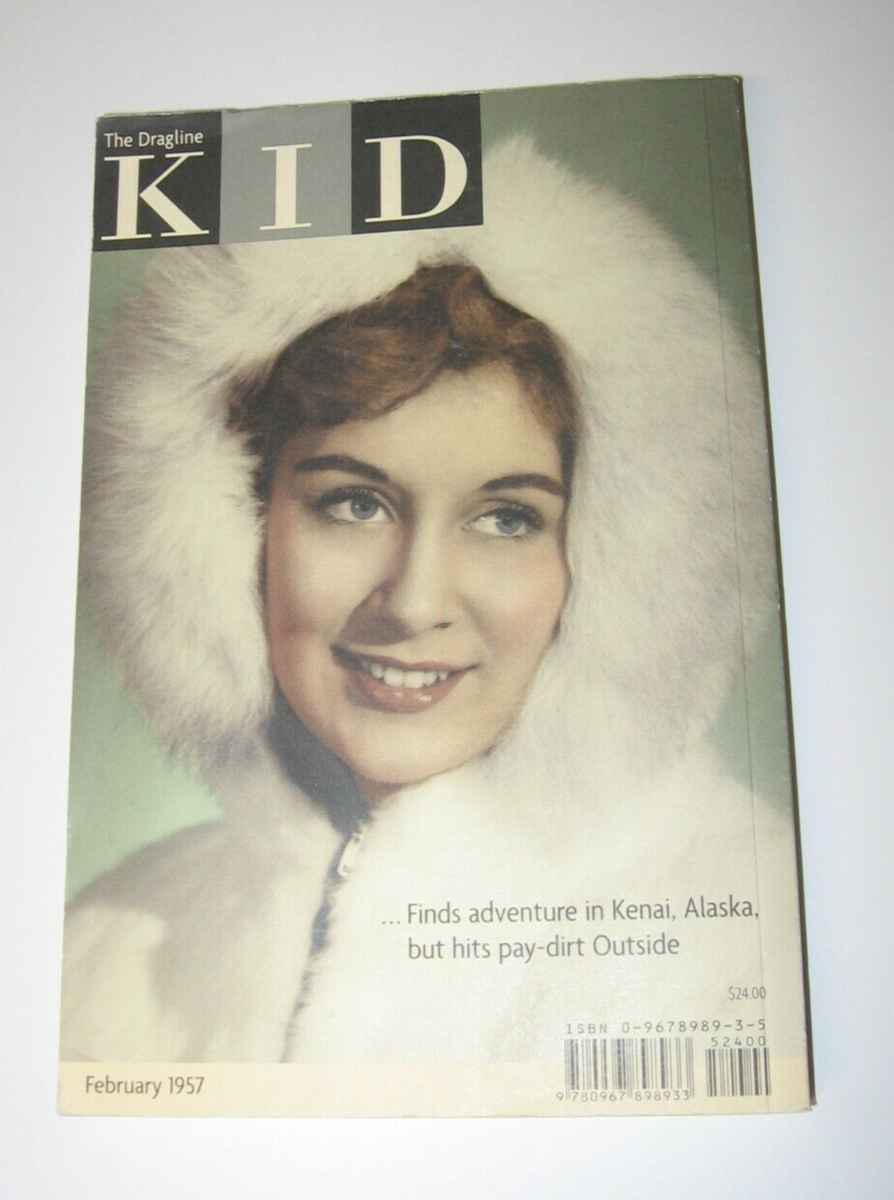 The Dragline
KID
... Finds adventure in Kenai, Alaska,
but hits pay-dirt Outside
$24.00
ISBN 0-9678989-3-5
52400
9 780967 898933
February 1957